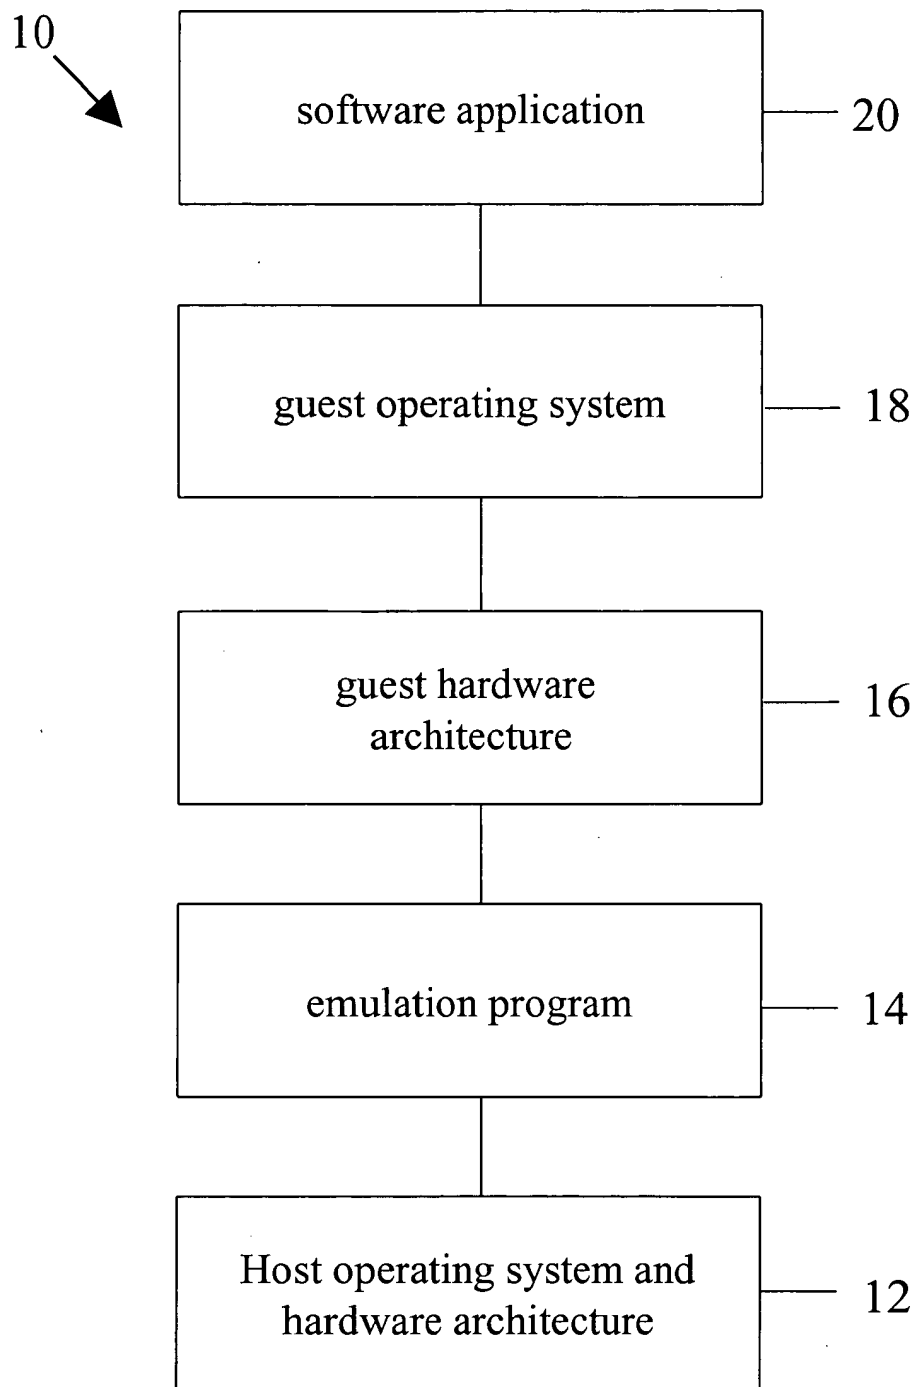 10
software application
20
guest operating system
18
guest hardware
architecture
16
emulation program
14
Host operating system and
hardware architecture
12